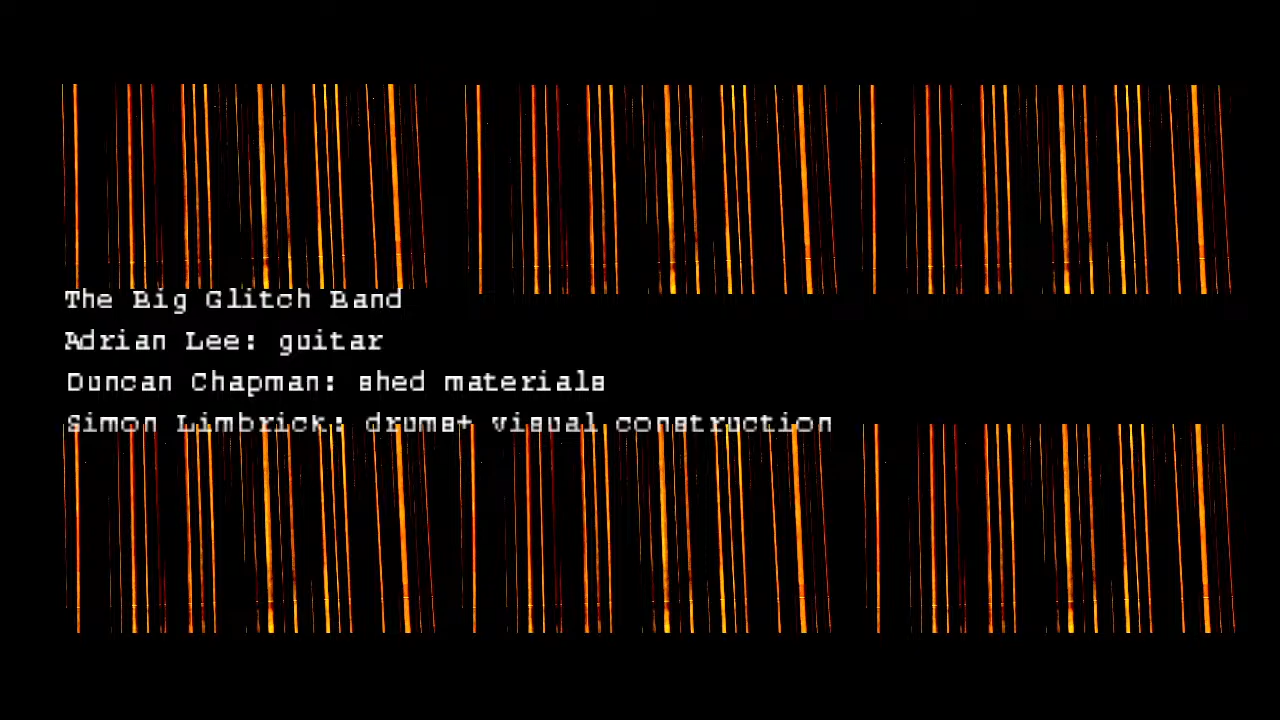 The Big Glitch Band
Adrian Lee: guitar
Duncan Chapman: shed materials
Simon Limbrick: drums+ visual construction